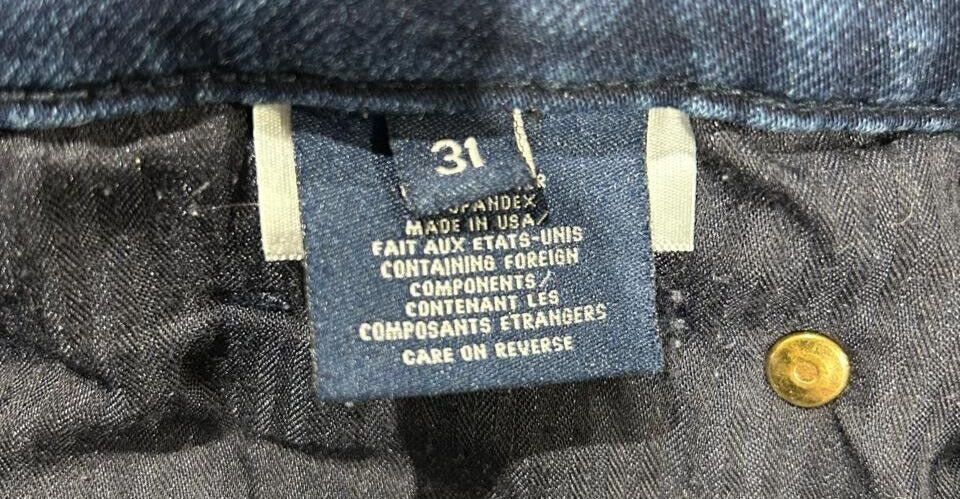 31
SPANDEX
MADE IN USA/
FAIT AUX ETATS-UNIS
CONTAINING FOREIGN
COMPONENTS/
CONTENANT LES
COMPOSANTS ETRANGERS
CARE ON REVERSE